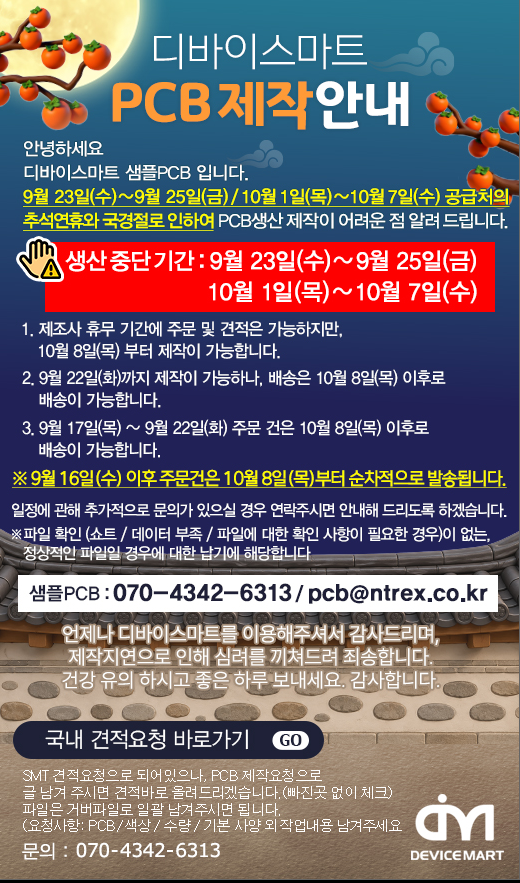 디바이스마트
PCB 제작안내
안녕하세요
디바이스마트 샘플PCB 입니다.
9월 23일(수)~9월 25일(금) / 10월 1일(목)~10월 7일(수) 공급처의
추석연휴와 국경절로 인하여 PCB생산 제작이 어려운 점 알려 드립니다.
생산 중단 기간 : 9월 23일(수)~9월 25일(금)
10월 1일(목)~10월 7일(수)
1. 제조사 휴무 기간에 주문 및 견적은 가능하지만,
10월 8일(목) 부터 제작이 가능합니다.
2. 9월 22일(화)까지 제작이 가능하나, 배송은 10월 8일(목) 이후로
배송이 가능합니다.
3. 9월 17일(목) ~ 9월 22일(화) 주문 건은 10월 8일(목) 이후로
배송이 가능합니다.
※ 9월 16일(수) 이후 주문건은 10월 8일(목)부터 순차적으로 발송됩니다.
일정에 관해 추가적으로 문의가 있으실 경우 연락주시면 안내해 드리도록 하겠습니다.
※파일 확인 (쇼트 / 데이터 부족 / 파일에 대한 확인 사항이 필요한 경우)이 없는,
정상적인 파일일 경우에 대한 납기에 해당합니다
샘플PCB : 070-4342-6313 / pcb@ntrex.co.kr
언제나 디바이스마트를 이용해주셔서 감사드리며,
제작지연으로 인해 심려를 끼쳐드려 죄송합니다.
건강 유의 하시고 좋은 하루 보내세요. 감사합니다.
국내 견적요청 바로가기 GO
SMT 견적요청으로 되어있으나, PCB 제작요청으로
글 남겨 주시면 견적바로 올려드리겠습니다.(빠진곳 없이 체크)
파일은 거버파일로 일괄 남겨주시면 됩니다.
(요청사항: PCB / 색상 / 수량 / 기본 사양 외 작업내용 남겨주세요
문의 : 070-4342-6313
DEVICEMART